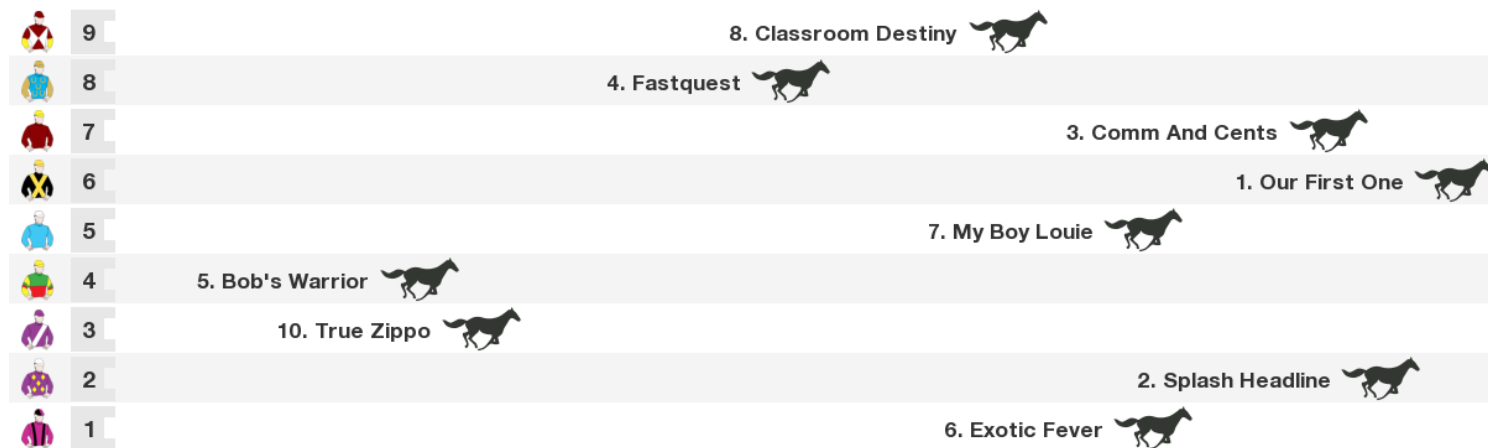 9 8. Classroom Destiny
8 4. Fastquest
7 3. Comm And Cents
6 1. Our First One
5 7. My Boy Louie
4 5. Bob's Warrior
3 10. True Zippo
2 2. Splash Headline
1 6. Exotic Fever